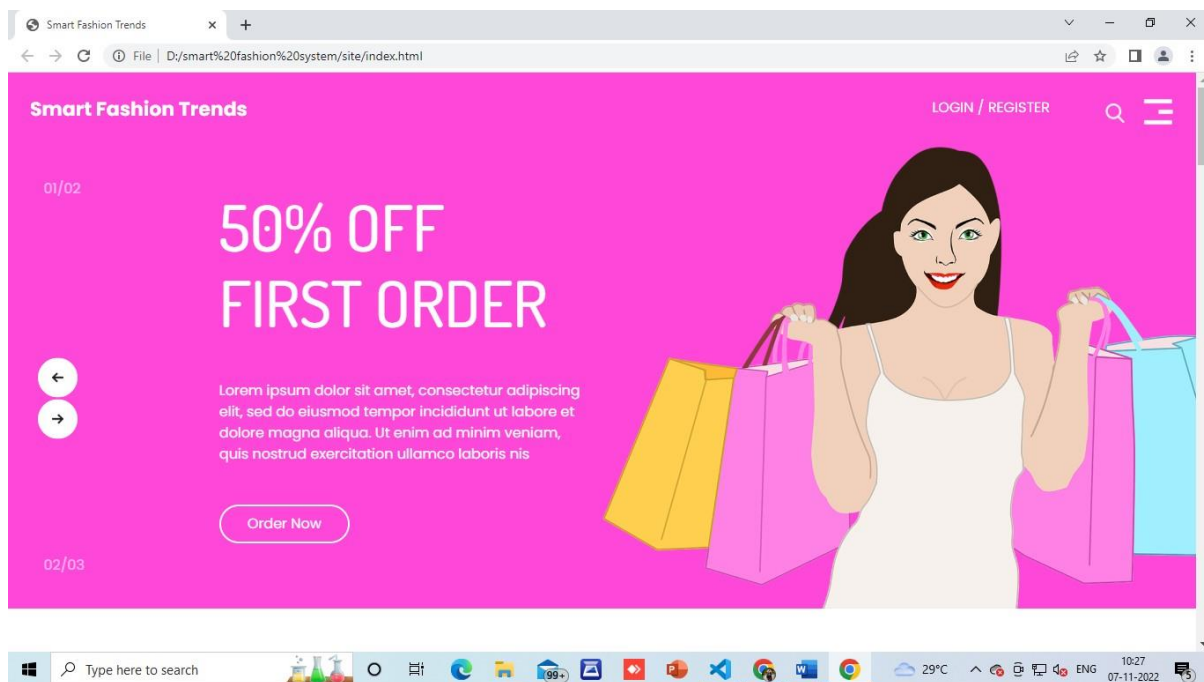 Smart Fashion Trends
File | D:/smart%20fashion%20system/site/index.html
Smart Fashion Trends
LOGIN / REGISTER
01/02
50% OFF
FIRST ORDER
Lorem ipsum dolor sit amet, consectetur adipiscing
elit, sed do eiusmod tempor incididunt ut labore et
dolore magna aliqua. Ut enim ad minim veniam,
quis nostrud exercitation ullamco laboris nis
Order Now
02/03
Type here to search
99+
29°C
ENG
10:27
07-11-2022
5